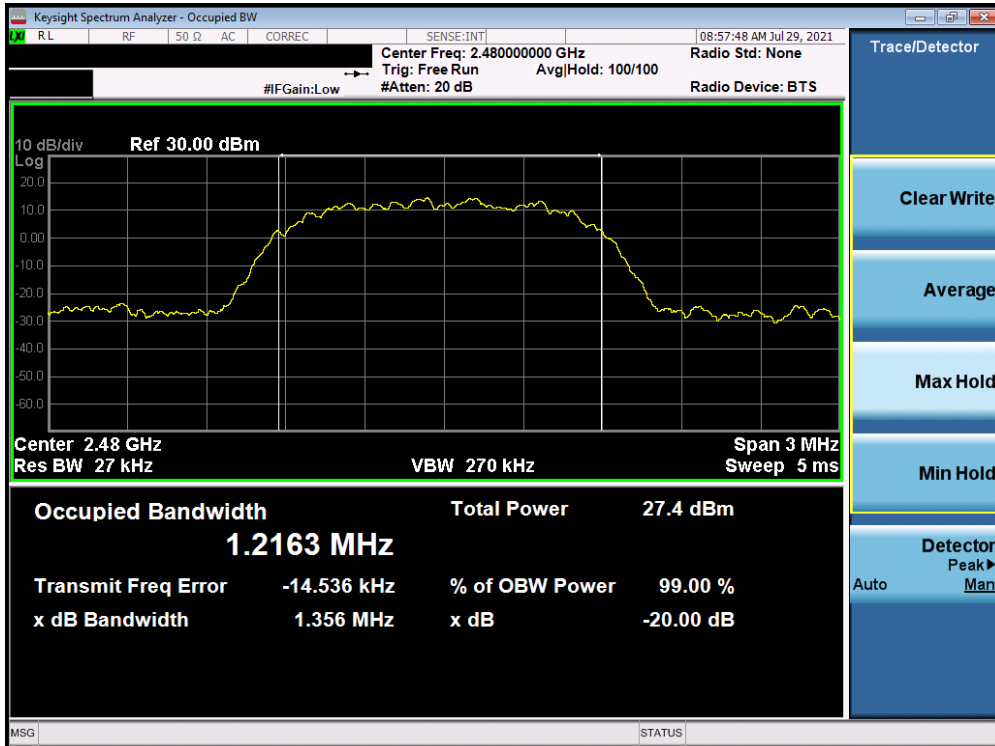 Keysight Spectrum Analyzer - Occupied BW
LXI RL RF 50 Ω AC CORREC SENSE:INT 08:57:48 AM Jul 29, 2021
Center Freq: 2.480000000 GHz Radio Std: None
Trig: Free Run Avg|Hold: 100/100
#IFGain:Low #Atten: 20 dB Radio Device: BTS
10 dB/div Ref 30.00 dBm
Log
20.0
10.0
0.00
-10.0
-20.0
-30.0
-40.0
-50.0
-60.0
Center 2.48 GHz Span 3 MHz
Res BW 27 kHz VBW 270 kHz Sweep 5 ms
Occupied Bandwidth Total Power 27.4 dBm
1.2163 MHz
Transmit Freq Error -14.536 kHz % of OBW Power 99.00 %
x dB Bandwidth 1.356 MHz x dB -20.00 dB
MSG STATUS
Trace/Detector
Clear Write
Average
Max Hold
Min Hold
Detector
Peak▶
Auto Man